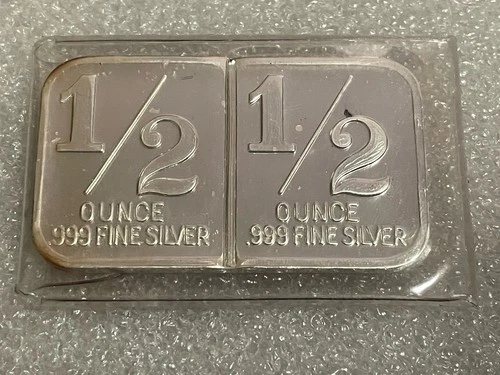 1/2
OUNCE
.999 FINE SILVER
1/2
OUNCE
.999 FINE SILVER